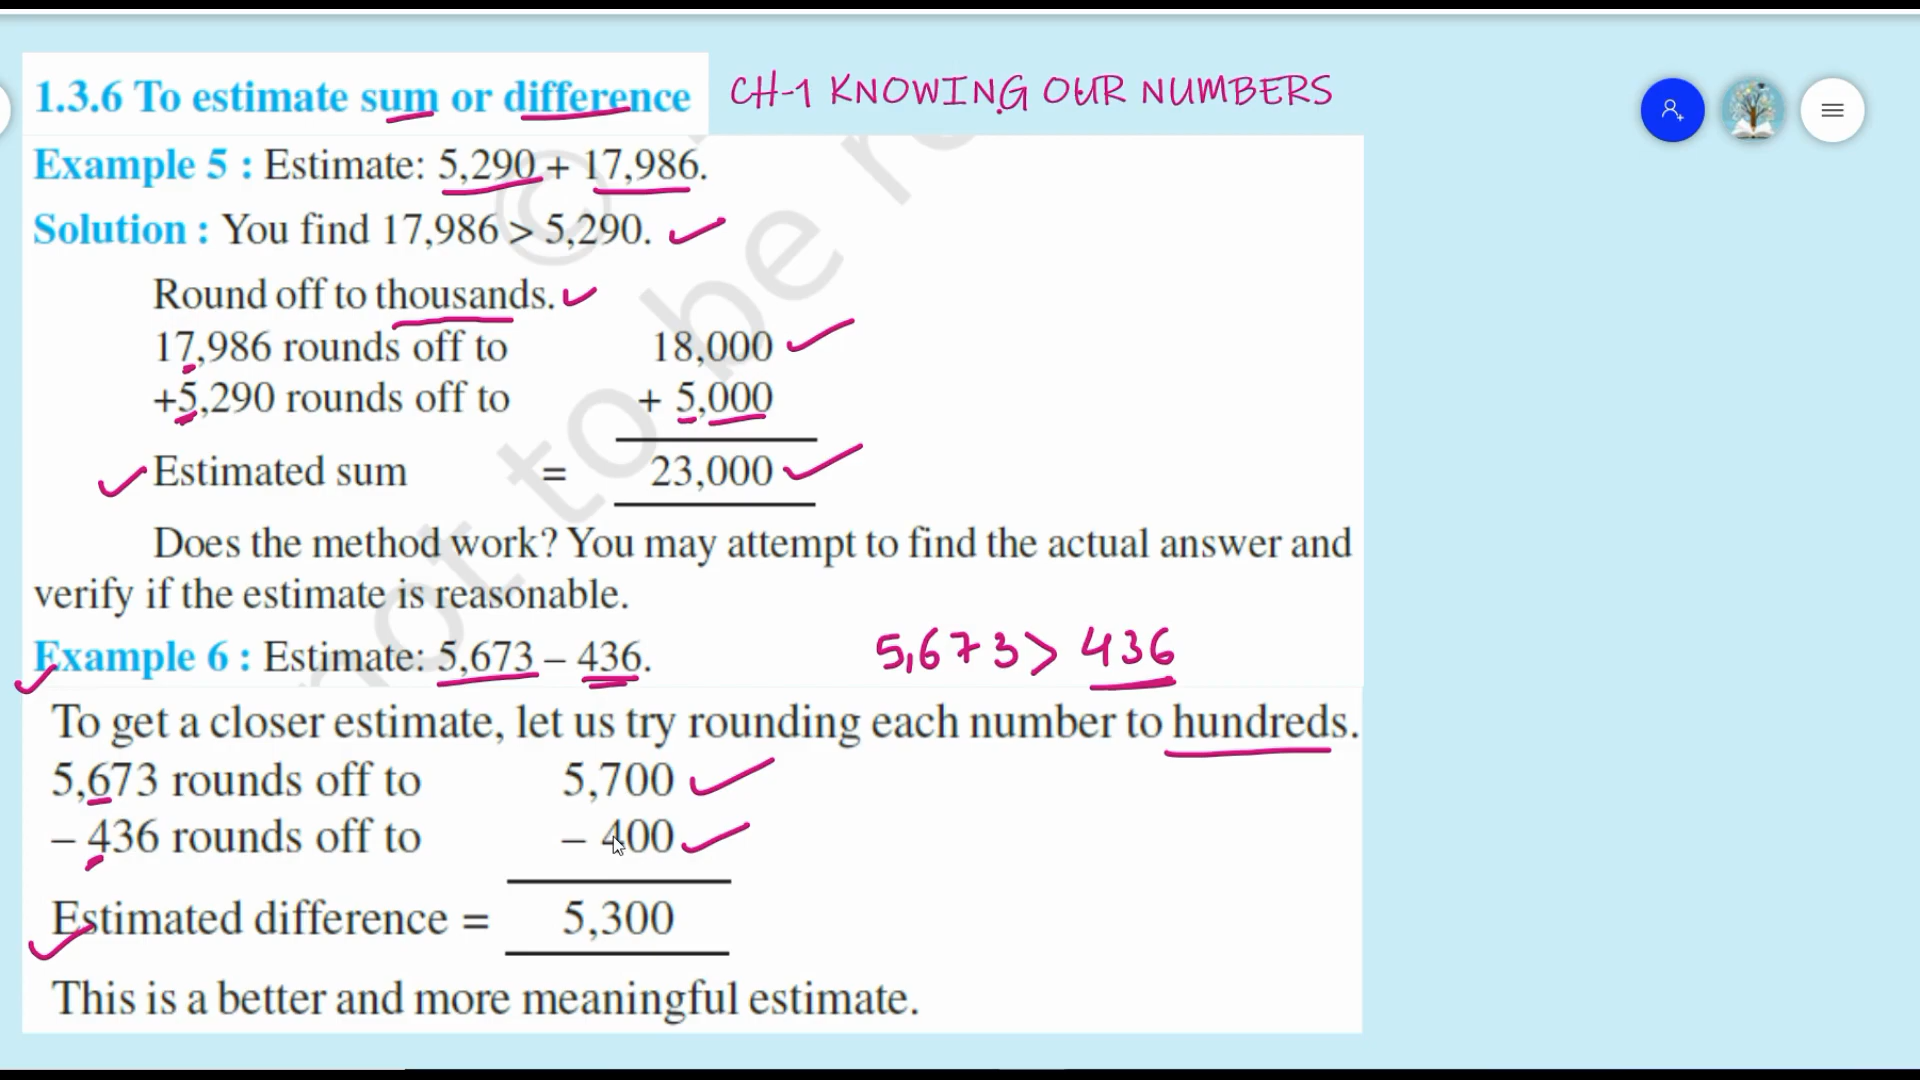 1.3.6 To estimate sum or difference CH-1 KNOWING OUR NUMBERS
Example 5 : Estimate: 5,290 + 17,986.
Solution : You find 17,986 > 5,290.
Round off to thousands.
17,986 rounds off to 18,000
+5,290 rounds off to + 5,000
Estimated sum = 23,000
Does the method work? You may attempt to find the actual answer and
verify if the estimate is reasonable.
Example 6 : Estimate: 5,673 – 436. 5,673 > 436
To get a closer estimate, let us try rounding each number to hundreds.
5,673 rounds off to 5,700
– 436 rounds off to – 400
Estimated difference = 5,300
This is a better and more meaningful estimate.
© not to be re